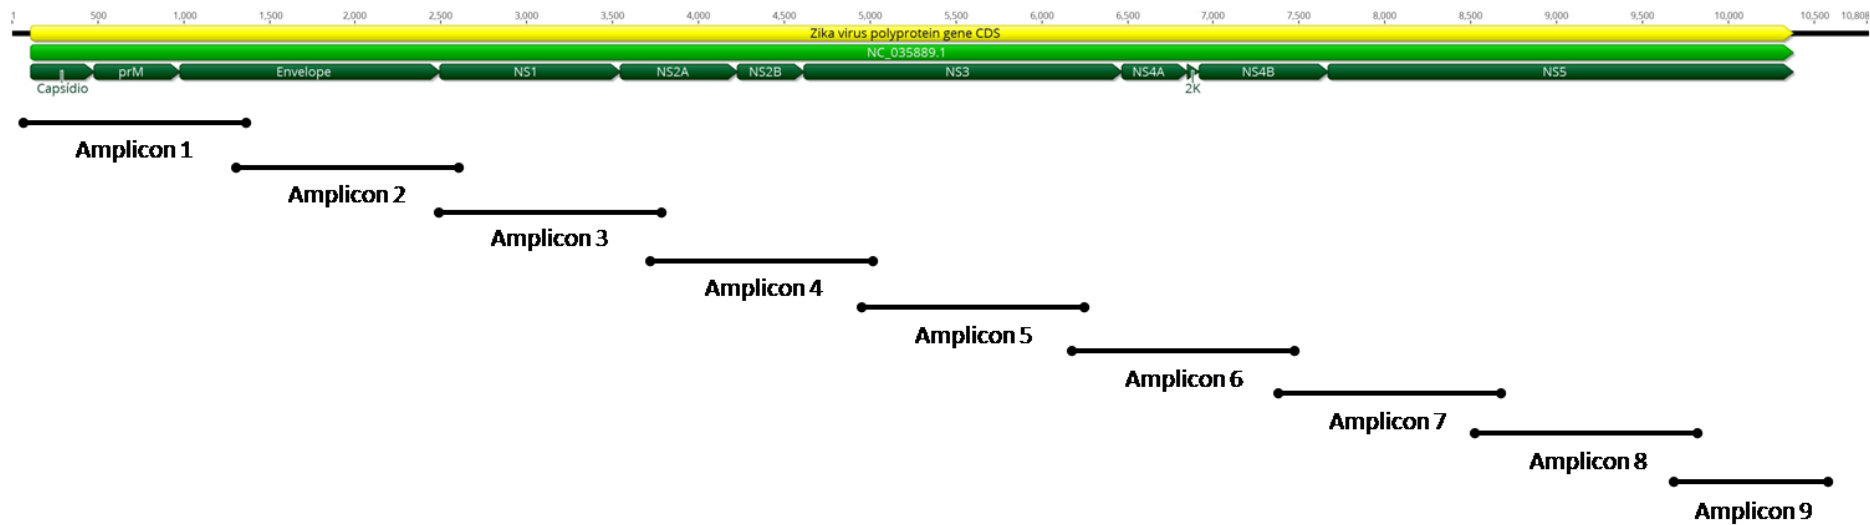 1 500 1,000 1,500 2,000 2,500 3,000 3,500 4,000 4,500 5,000 5,500 6,000 6,500 7,000 7,500 8,000 8,500 9,000 9,500 10,000 10,500 10,808
Zika virus polyprotein gene CDS
NC_035889.1
prM Envelope NS1 NS2A NS2B NS3 NS4A NS4B NS5
Capsídio 2K
Amplicon 1
Amplicon 2
Amplicon 3
Amplicon 4
Amplicon 5
Amplicon 6
Amplicon 7
Amplicon 8
Amplicon 9